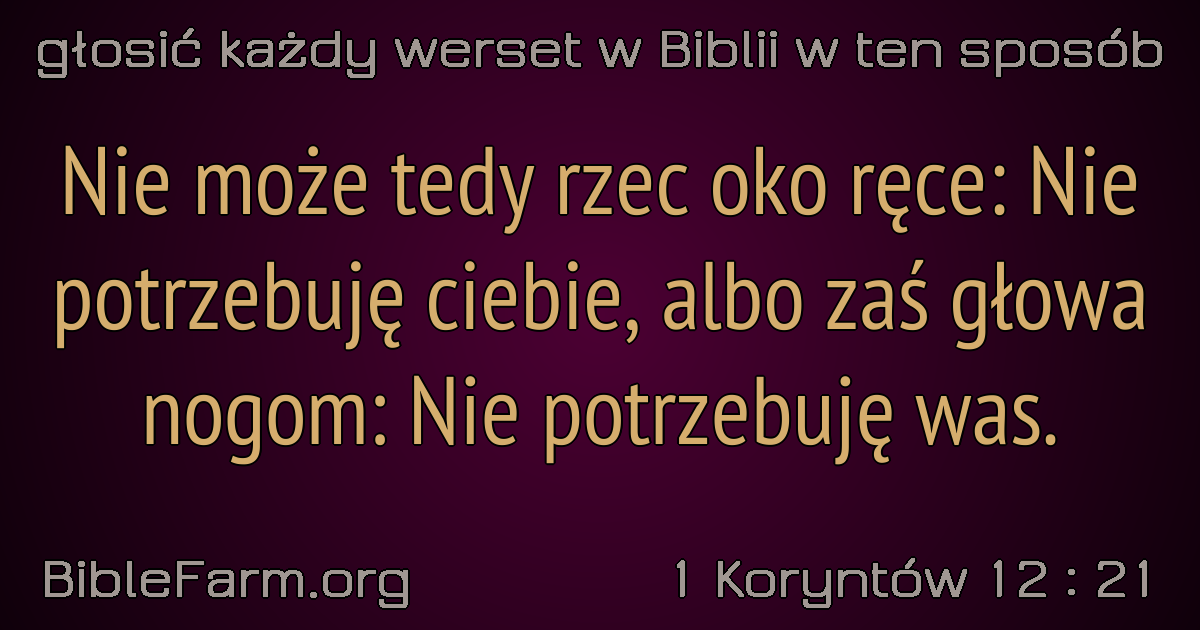 głosić każdy werset w Biblii w ten sposób
Nie może tedy rzec oko ręce: Nie
potrzebuję ciebie, albo zaś głowa
nogom: Nie potrzebuję was.
BibleFarm.org
1 Koryntów 12 : 21